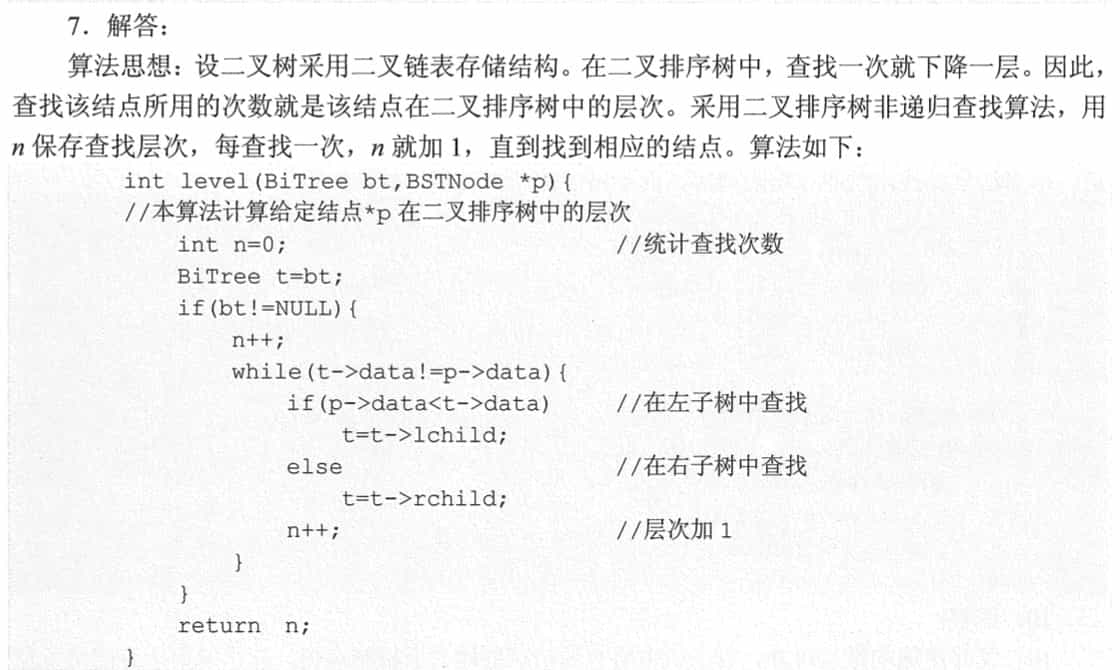 7．解答：
算法思想：设二叉树采用二叉链表存储结构。在二叉排序树中，查找一次就下降一层。因此，
查找该结点所用的次数就是该结点在二叉排序树中的层次。采用二叉排序树非递归查找算法，用
n 保存查找层次，每查找一次，n 就加 1，直到找到相应的结点。算法如下：
int level(BiTree bt,BSTNode *p){
//本算法计算给定结点*p 在二叉排序树中的层次
int n=0; //统计查找次数
BiTree t=bt;
if(bt!=NULL){
n++;
while(t->data!=p->data){
if(p->data<t->data) //在左子树中查找
t=t->lchild;
else //在右子树中查找
t=t->rchild;
n++; //层次加 1
}
}
return n;
}